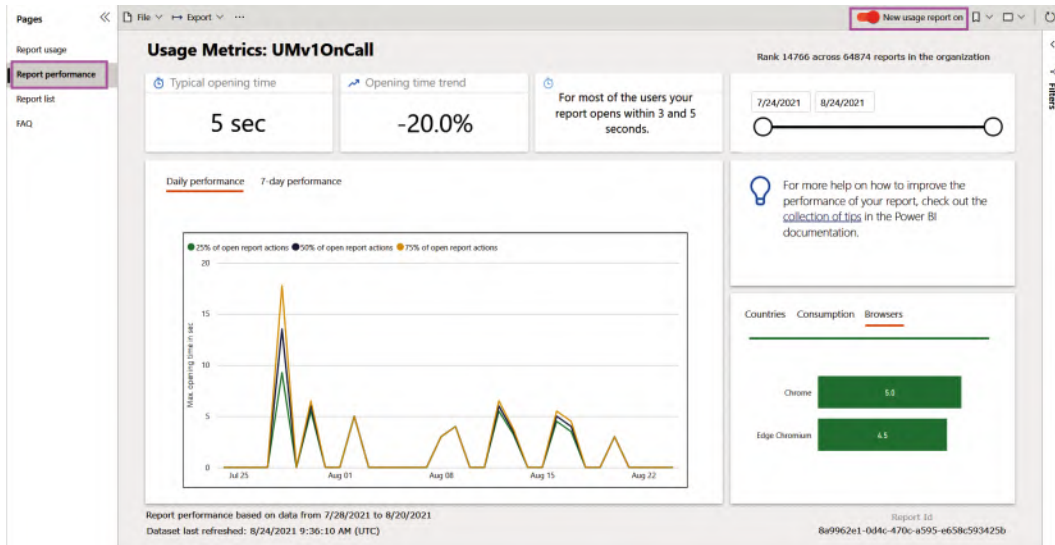 Pages
File
Export
New usage report on
Report usage
Report performance
Report list
FAQ
Usage Metrics: UMv1OnCall
Rank 14766 across 64874 reports in the organization
Filters
Typical opening time
5 sec
Opening time trend
-20.0%
For most of the users your
report opens within 3 and 5
seconds.
7/24/2021 8/24/2021
Daily performance 7-day performance
For more help on how to improve the
performance of your report, check out the
collection of tips in the Power BI
documentation.
25% of open report actions 50% of open report actions 75% of open report actions
Max. opening time in sec
20
15
10
5
0
Jul 25 Aug 01 Aug 08 Aug 15 Aug 22
Countries Consumption Browsers
Chrome 5.0
Edge Chromium 4.5
Report performance based on data from 7/28/2021 to 8/20/2021
Dataset last refreshed: 8/24/2021 9:36:10 AM (UTC)
Report Id
8a9962e1-0d4c-470c-a595-e658c593425b